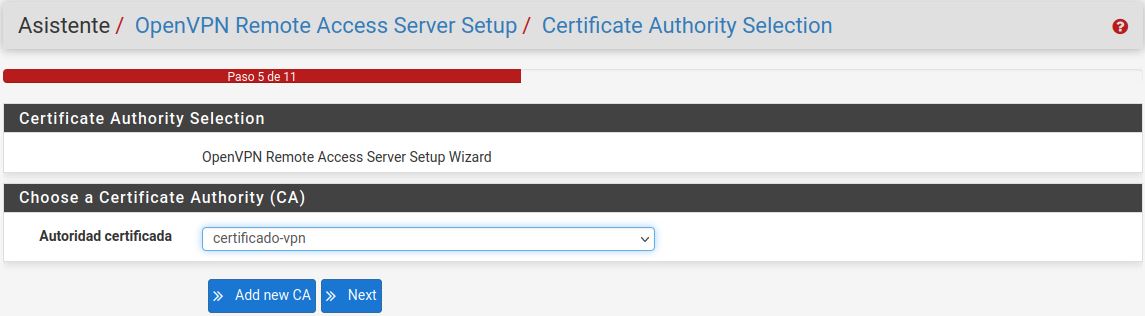 Asistente / OpenVPN Remote Access Server Setup / Certificate Authority Selection
Paso 5 de 11
Certificate Authority Selection
OpenVPN Remote Access Server Setup Wizard
Choose a Certificate Authority (CA)
Autoridad certificada certificado-vpn
Add new CA Next